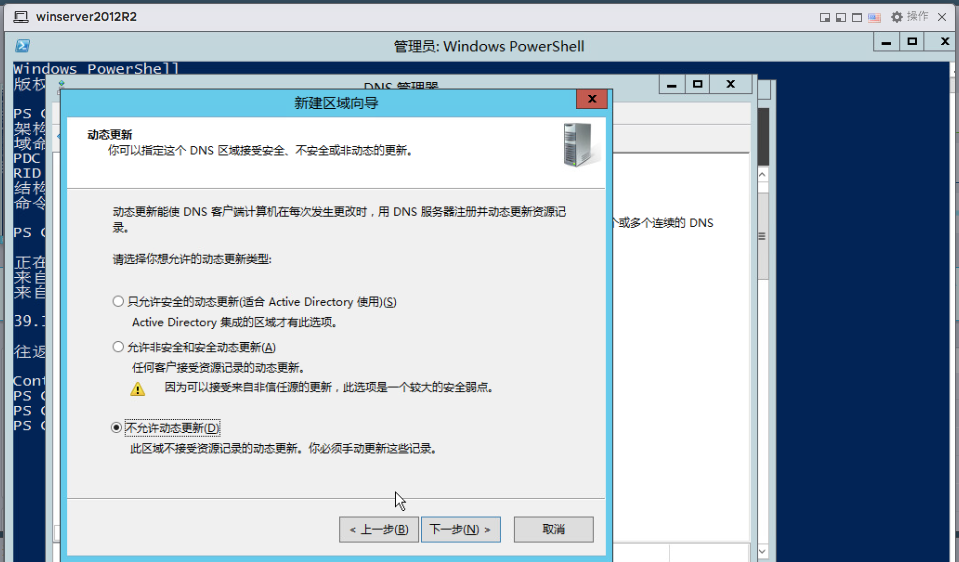 winserver2012R2
操作
管理员: Windows PowerShell
Windows PowerShell
版权
DNS 管理器
新建区域向导
动态更新
你可以指定这个 DNS 区域接受安全、不安全或非动态的更新。
PS C
架构
域命
PDC
RID
结构
命令
PS C
正在
来自
来自
39.1
往返
Cont
PS C
PS C
PS C
动态更新能使 DNS 客户端计算机在每次发生更改时，用 DNS 服务器注册并动态更新资源记
录。
个或多个连续的 DNS
请选择你想允许的动态更新类型:
只允许安全的动态更新(适合 Active Directory 使用)(S)
Active Directory 集成的区域才有此选项。
允许非安全和安全动态更新(A)
任何客户接受资源记录的动态更新。
因为可以接受来自非信任源的更新，此选项是一个较大的安全弱点。
不允许动态更新(D)
此区域不接受资源记录的动态更新。你必须手动更新这些记录。
< 上一步(B)
下一步(N) >
取消